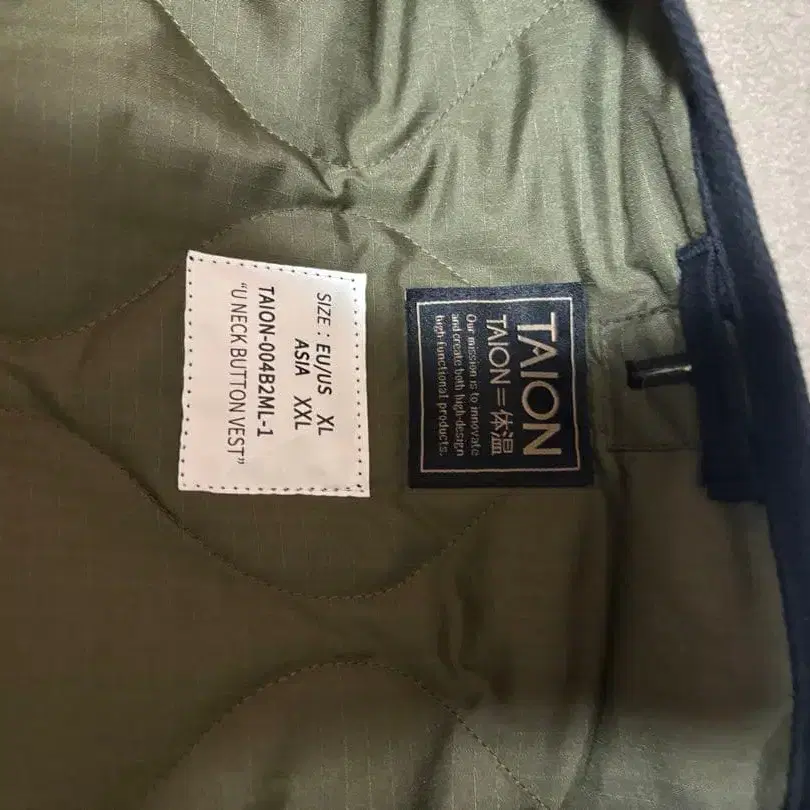 TAION
TAION=体温
Our mission is to innovate
and create both high-design
high-functional products.
SIZE : EU/US XL
ASIA XXL
TAION-004B2ML-1
"U NECK BUTTON VEST"